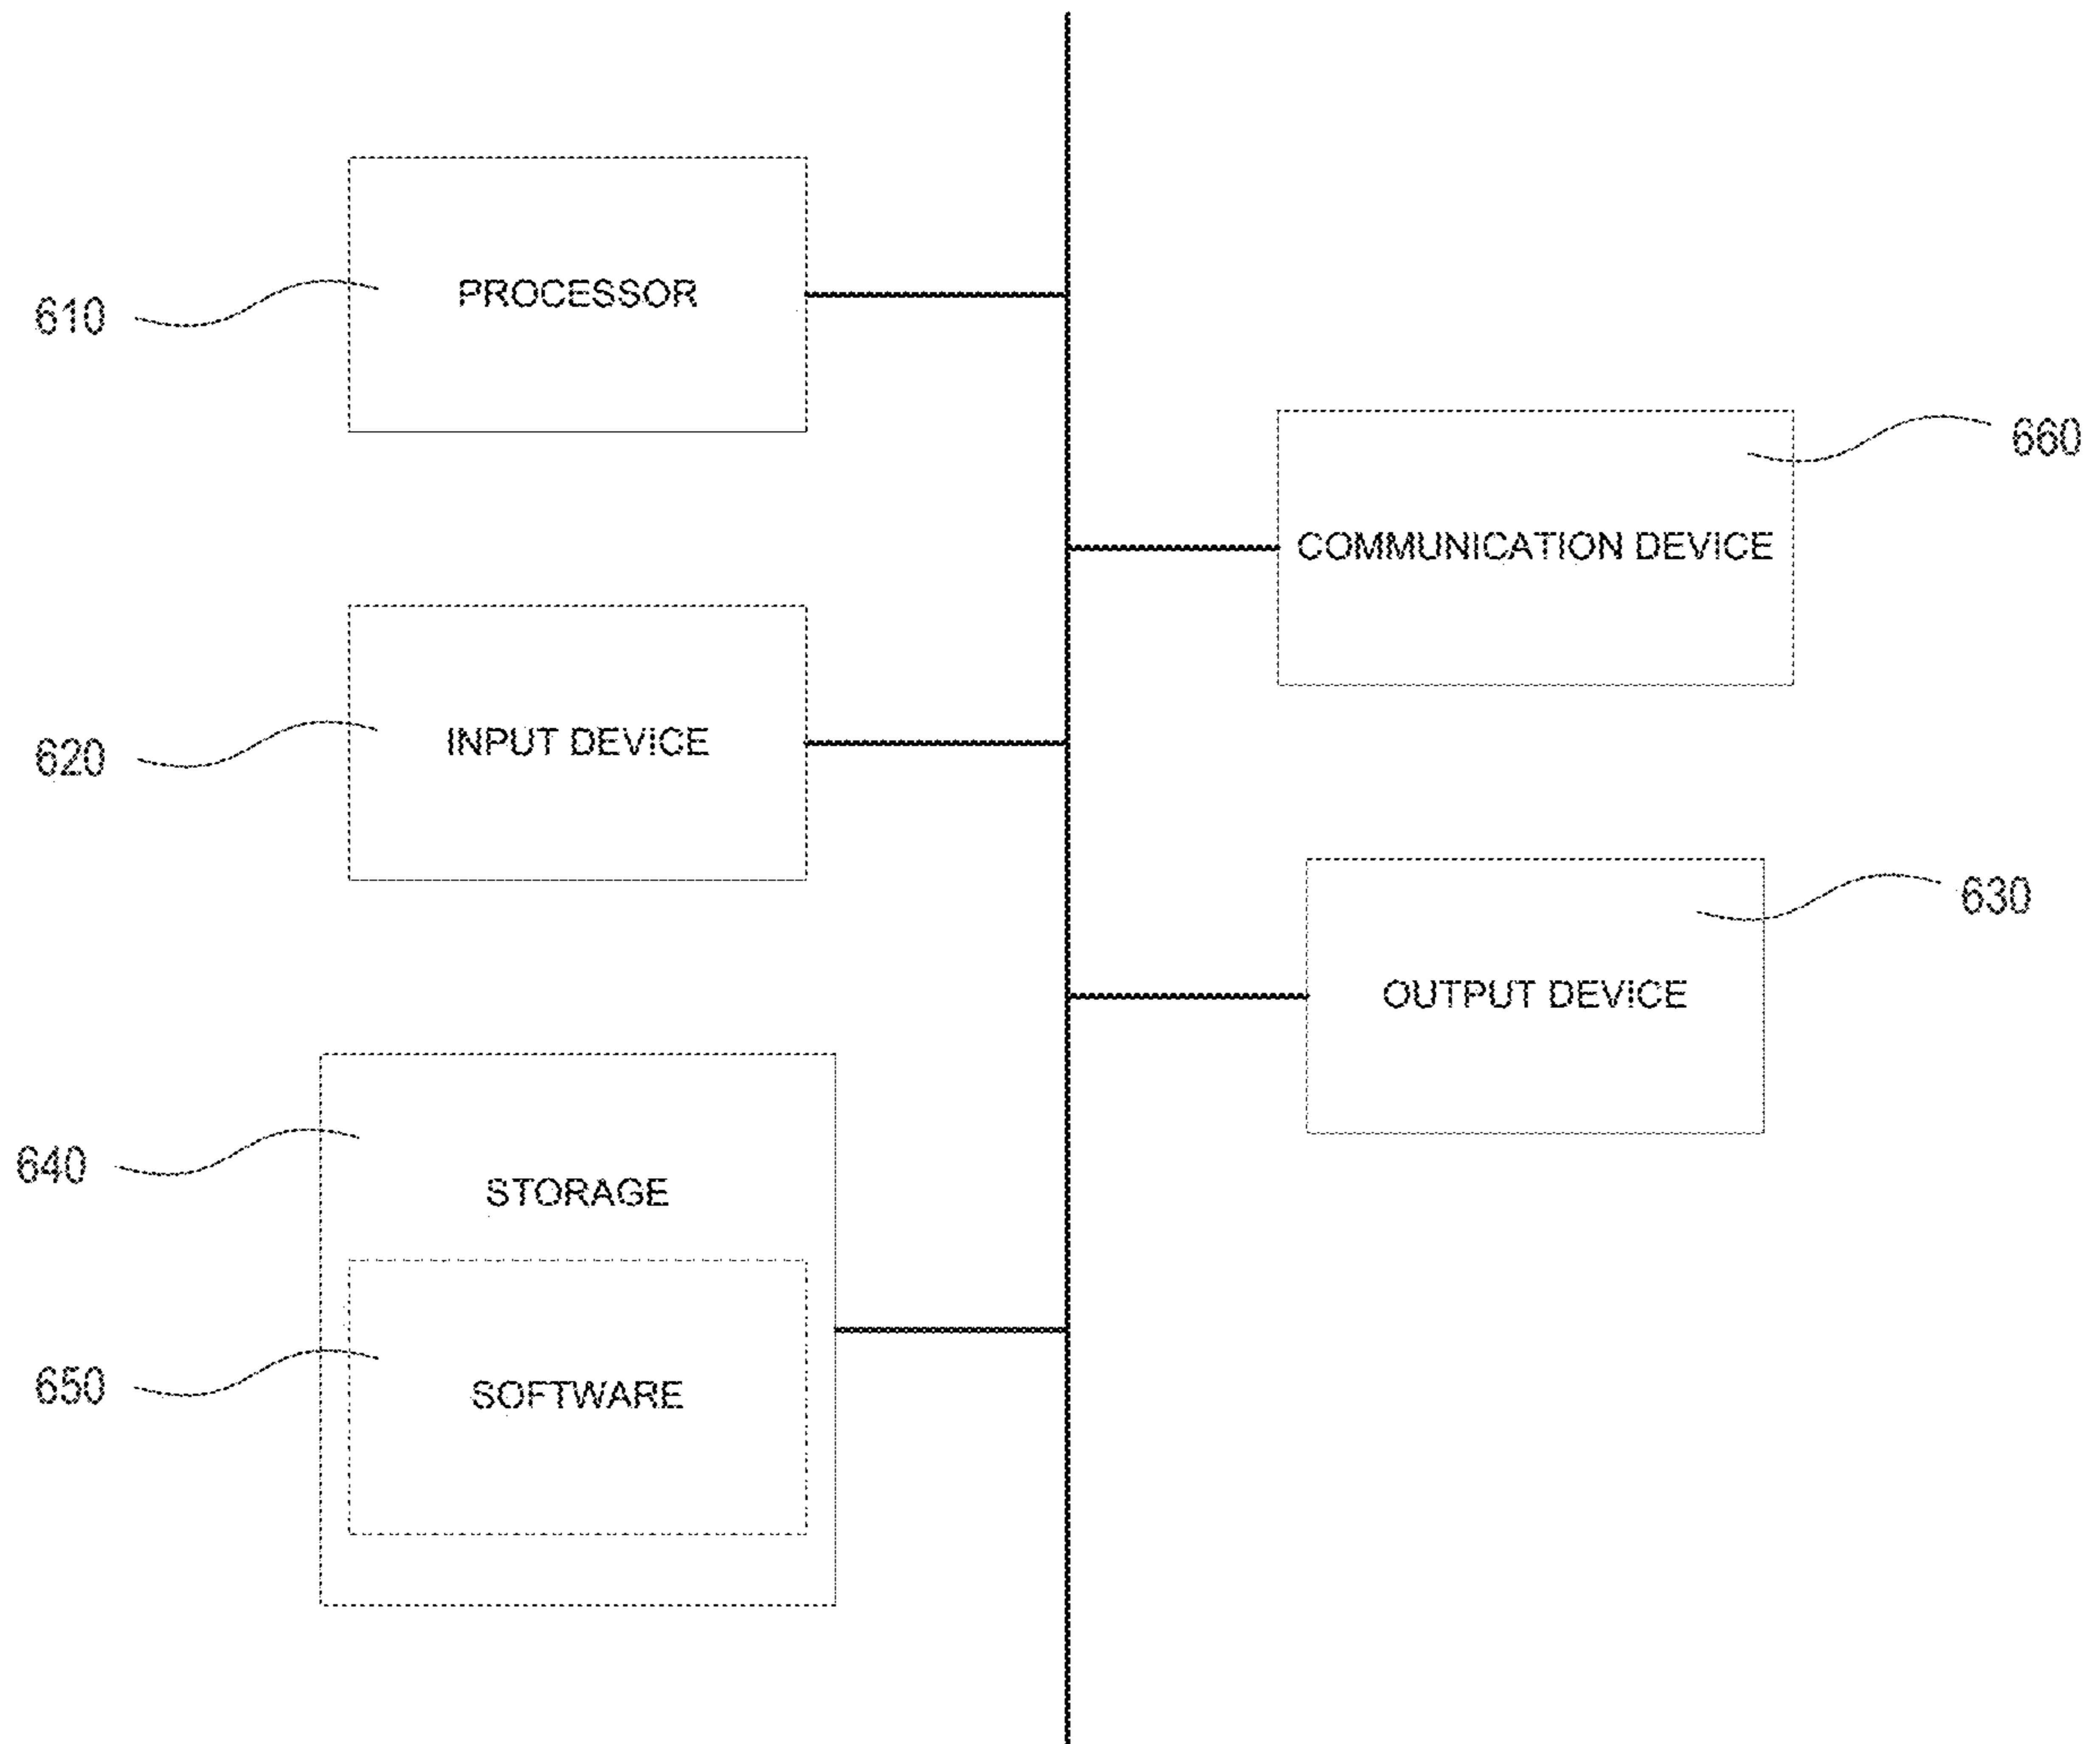 610
PROCESSOR
660
COMMUNICATION DEVICE
620
INPUT DEVICE
630
OUTPUT DEVICE
640
STORAGE
650
SOFTWARE